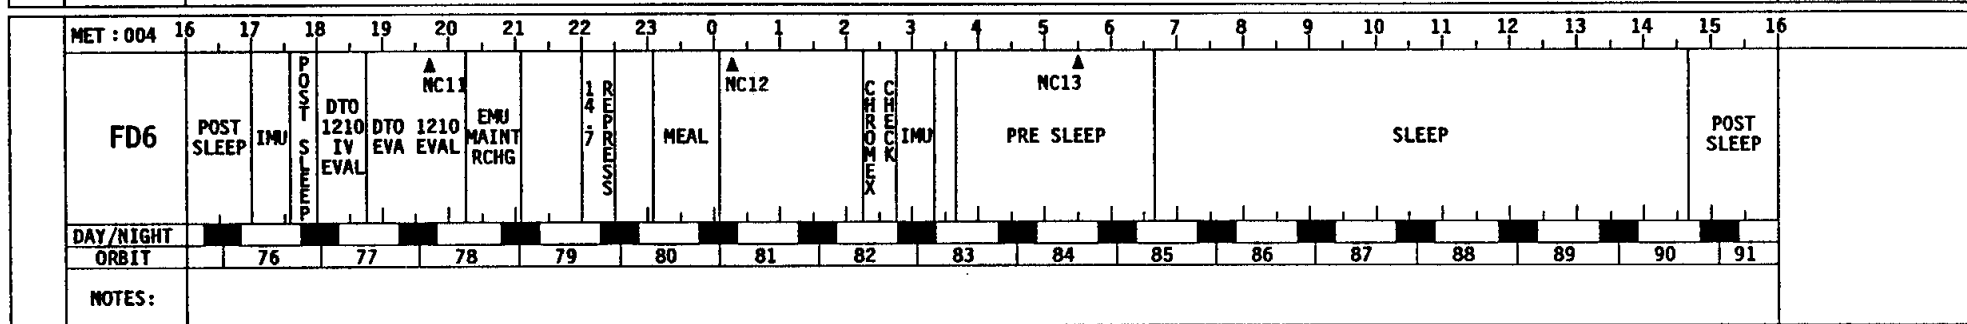 MET : 004 16 17 18 19 20 21 22 23 0 1 2 3 4 5 6 7 8 9 10 11 12 13 14 15 16
FD6
POST SLEEP
IMU
POST SLEEP
DTO 1210 IV EVAL
DTO 1210 EVA EVAL
NC11
EMU MAINT RCHG
14.7 REPRESS
MEAL
NC12
CHROMEX CHECK
IMU
NC13
PRE SLEEP
SLEEP
POST SLEEP
DAY/NIGHT
ORBIT 76 77 78 79 80 81 82 83 84 85 86 87 88 89 90 91
NOTES: